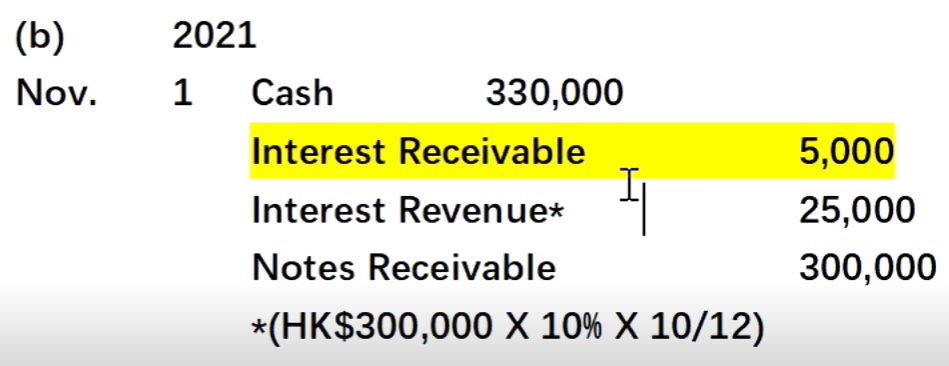 (b) 2021
Nov. 1 Cash 330,000
Interest Receivable 5,000
Interest Revenue* 25,000
Notes Receivable 300,000
*(HK$300,000 X 10% X 10/12)